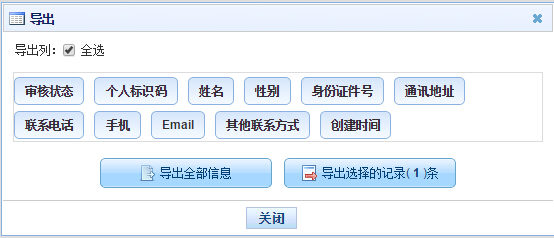 导出
导出列: 全选
审核状态 个人标识码 姓名 性别 身份证件号 通讯地址
联系电话 手机 Email 其他联系方式 创建时间
导出全部信息 导出选择的记录( 1 )条
关闭